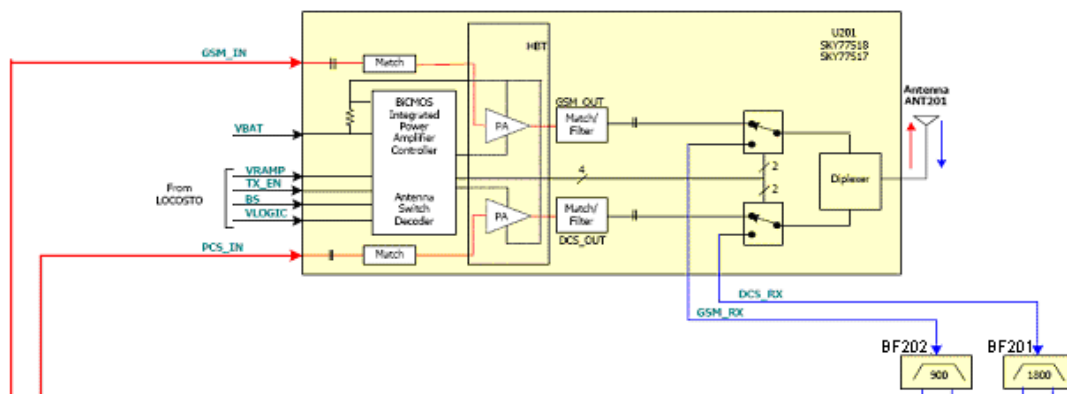 U201
SKY77518
SKY77517
HBT
GSM_IN
Match
Antenna
ANT201
BiCMOS
Integrated
Power
Amplifier
Controller
GSM_OUT
PA
Match/
Filter
VBAT
4
2
Diplexer
VRAMP
From
LOCOSTO
TX_EN
BS
VLOGIC
Antenna
Switch
Decoder
2
PA
Match/
Filter
DCS_OUT
PCS_IN
Match
DCS_RX
GSM_RX
BF202
BF201
900
1800